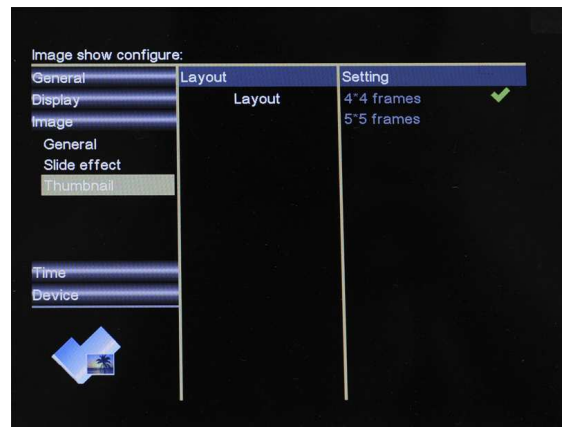 Image show configure:
General
Display
Image
General
Slide effect
Thumbnail
Time
Device
Layout
Layout
Setting
4*4 frames
5*5 frames